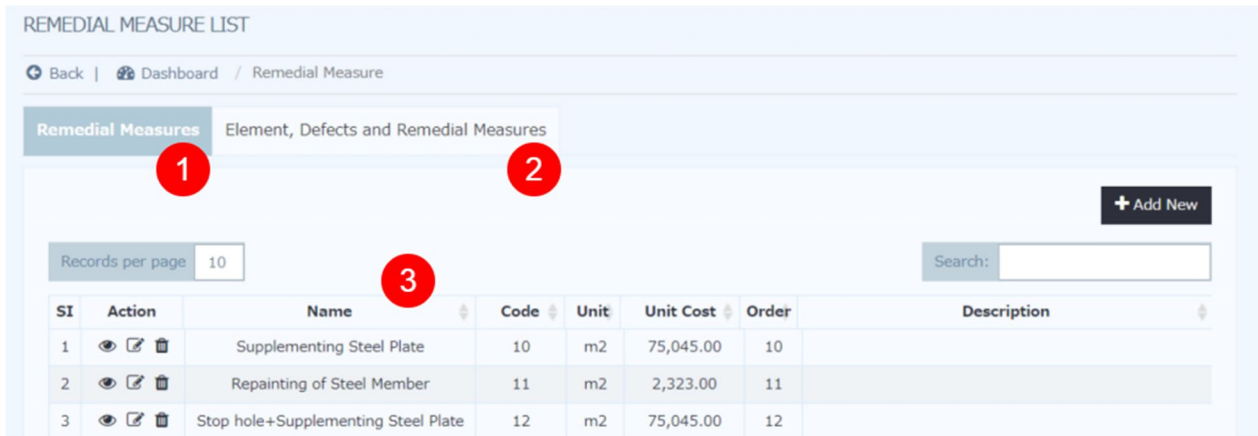 REMEDIAL MEASURE LIST
Back | Dashboard / Remedial Measure
Remedial Measures Element, Defects and Remedial Measures
1 2
+ Add New
Records per page 10 Search:
3
SI Action Name Code Unit Unit Cost Order Description
1 Supplementing Steel Plate 10 m2 75,045.00 10
2 Repainting of Steel Member 11 m2 2,323.00 11
3 Stop hole+Supplementing Steel Plate 12 m2 75,045.00 12